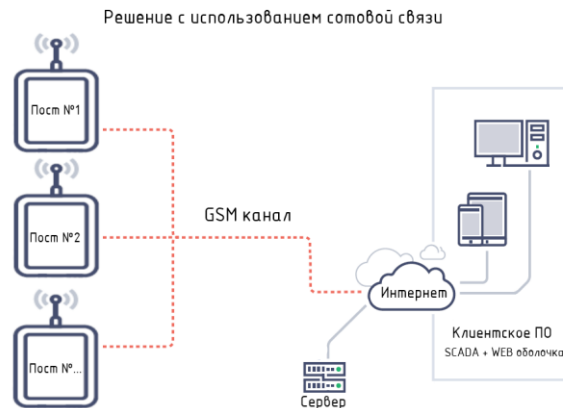 Решение с использованием сотовой связи
Пост №1
Пост №2
GSM канал
Интернет
Пост №...
Клиентское ПО
SCADA + WEB оболочка
Сервер